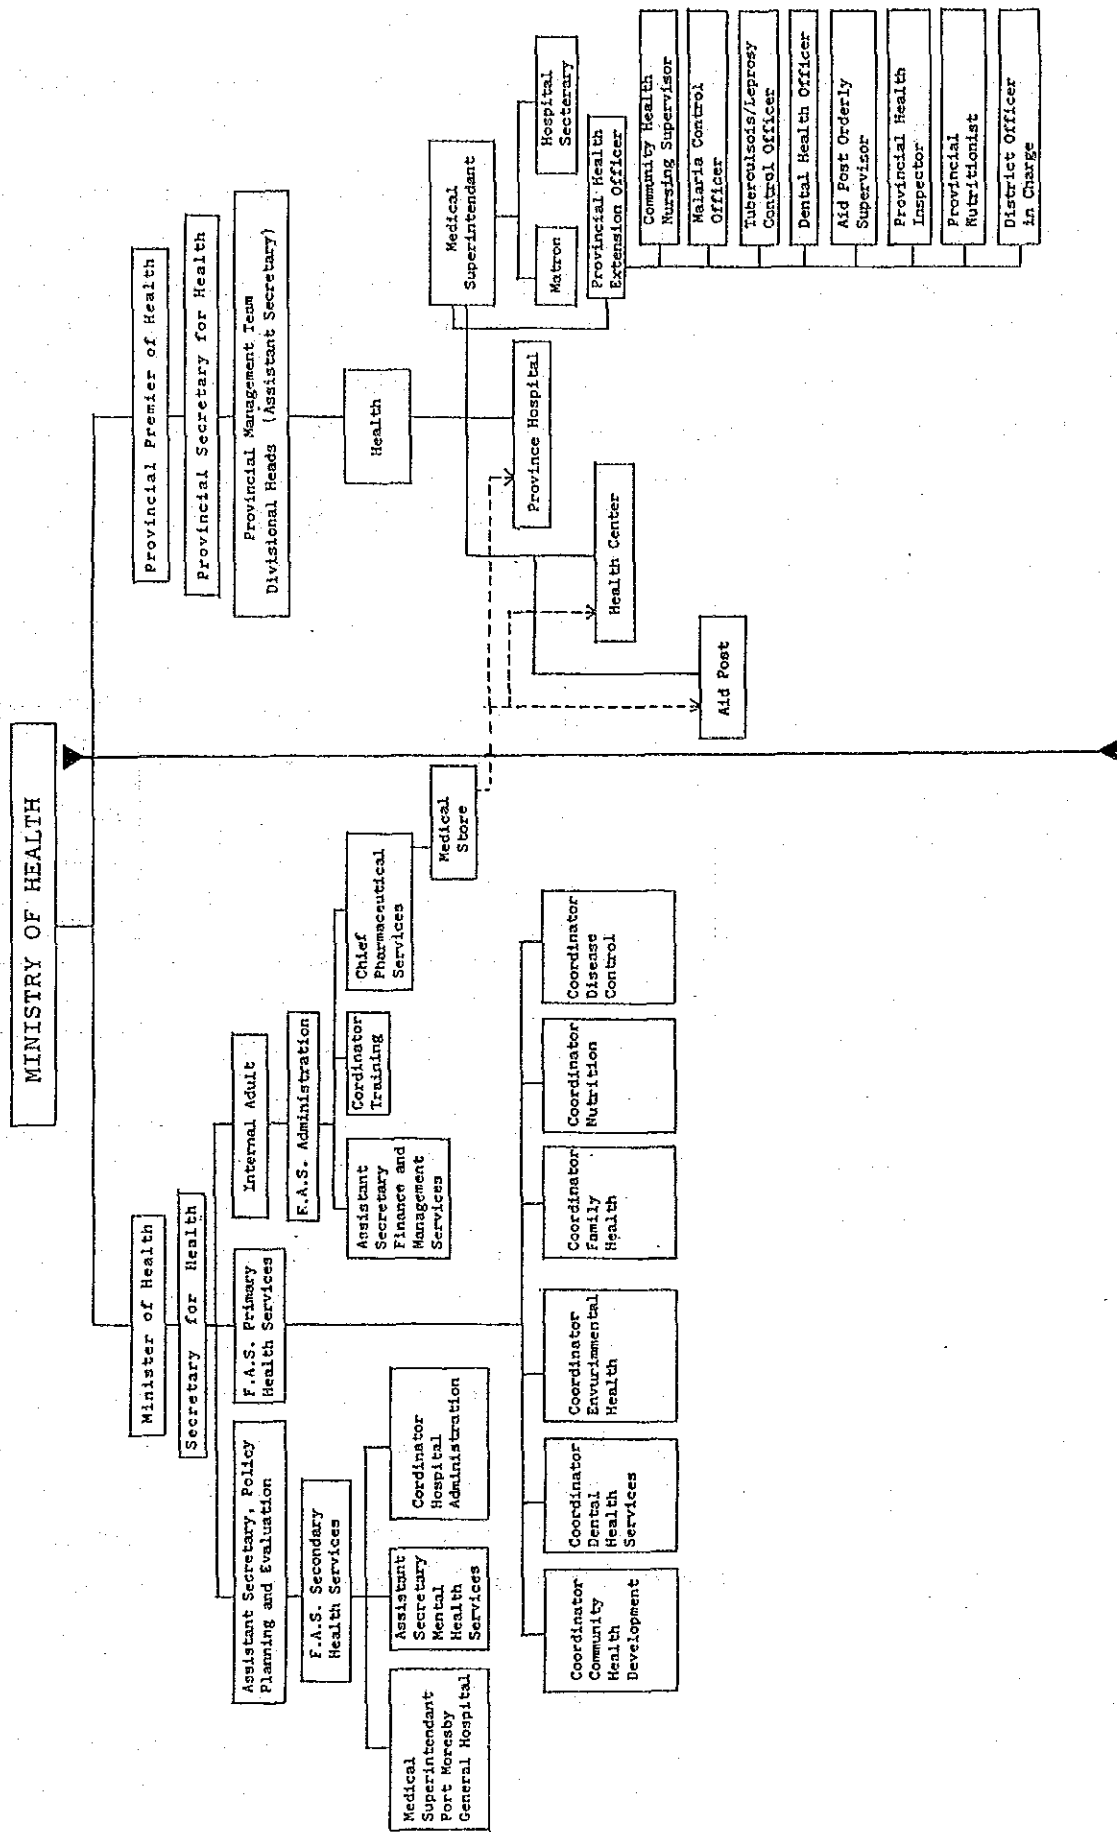 MINISTRY OF HEALTH
Minister of Health
Secretary for Health
Assistant Secretary, Policy
Planning and Evaluation
F.A.S. Primary
Health Services
Internal Adult
F.A.S. Secondary
Health Services
F.A.S. Administration
Medical
Superintendant
Port Moresby
General Hospital
Assistant
Secretary
Mental
Health
Services
Cordinator
Hospital
Administration
Assistant
Secretary
Finance and
Management
Services
Cordinator
Training
Chief
Pharmaceutical
Services
Medical
Store
Coordinator
Community
Health
Development
Coordinator
Dental
Health
Services
Coordinator
Envurimmental
Health
Coordinator
Family
Health
Coordinator
Nutrition
Coordinator
Disease
Control
Provincial Premier of Health
Provincial Secretary for Health
Provincial Management Team
Divisional Heads (Assistant Secretary)
Health
Province Hospital
Health Center
Aid Post
Medical
Superintendant
Matron
Hospital
Secterary
Provincial Health
Extension Officer
Community Health
Nursing Supervisor
Malaria Control
Officer
Tuberoulsois/Leprosy
Control Officer
Dental Health Officer
Aid Post Orderly
Supervisor
Provincial Health
Inspector
Provincial
Nutritionist
District Officer
in Charge